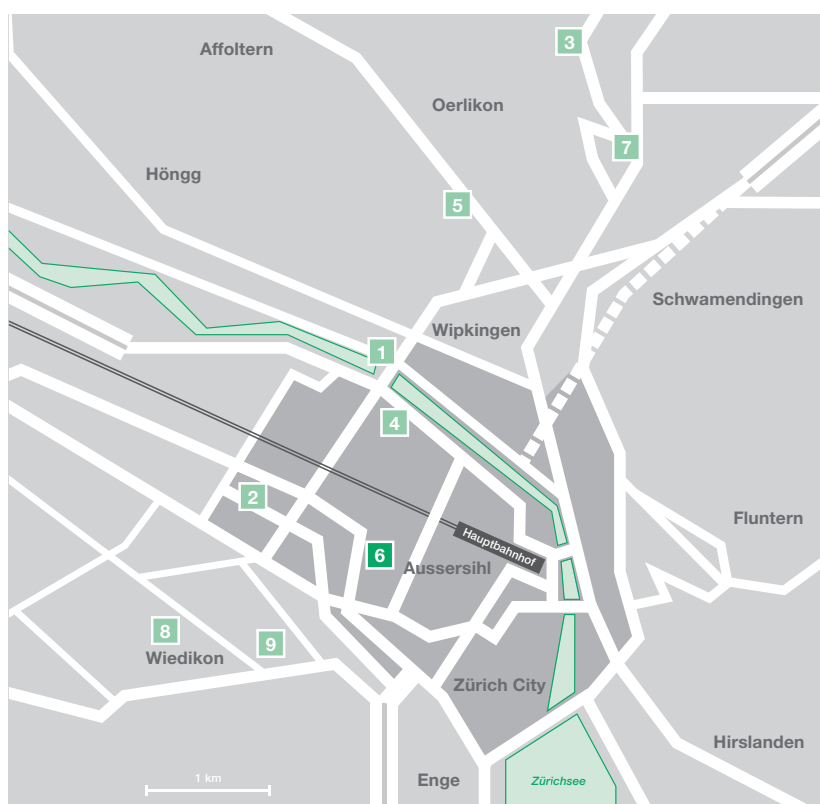 Affoltern
3
Oerlikon
7
Höngg
5
Schwamendingen
Wipkingen
1
4
2
Fluntern
Hauptbahnhof
6
Aussersihl
8
9
Wiedikon
Zürich City
Hirslanden
1 km
Enge
Zürichsee